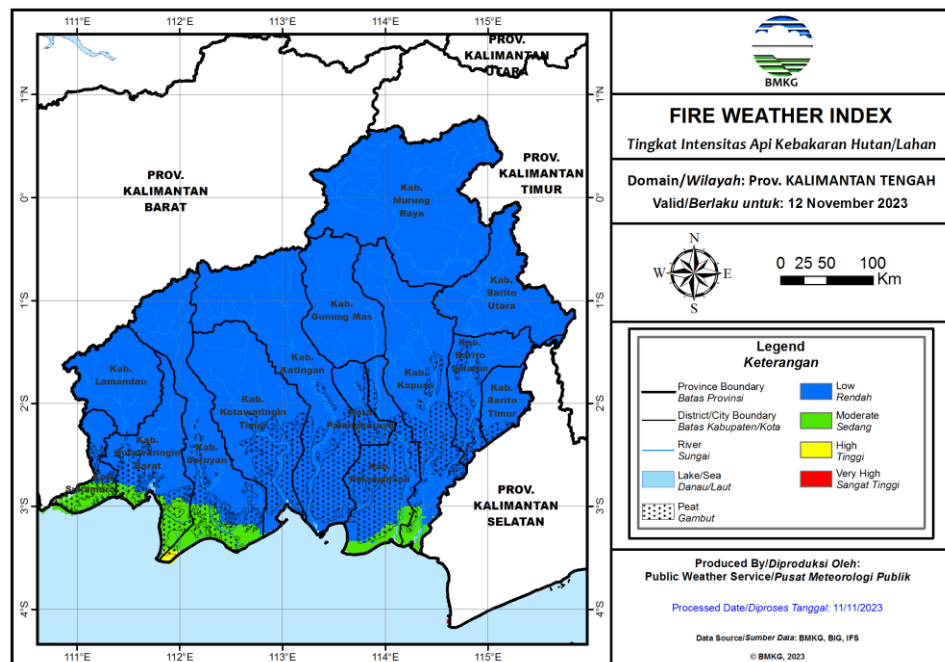 111°E 112°E 113°E 114°E 115°E
PROV.
KALIMANTAN
UTARA
1°N
PROV.
KALIMANTAN
BARAT
PROV.
KALIMANTAN
TIMUR
0°
Kab.
Murung
Raya
1°S
Kab.
Barito
Utara
Kab.
Gunung Mas
Kab.
Barito
Selatan
Kab.
Katingan
Kab.
Lamandau
Kab.
Kapuas
Kab.
Barito
Timur
2°S
Kab.
Kotawaringin
Timur
Kab.
Kotawaringin
Barat
Kab.
Seruyan
Kab.
3°S
PROV.
KALIMANTAN
SELATAN
4°S
111°E 112°E 113°E 114°E 115°E
BMKG
FIRE WEATHER INDEX
Tingkat Intensitas Api Kebakaran Hutan/Lahan
Domain/Wilayah: Prov. KALIMANTAN TENGAH
Valid/Berlaku untuk: 12 November 2023
N
W E
S
0 25 50 100
Km
Legend
Keterangan
Province Boundary
Batas Provinsi
District/City Boundary
Batas Kabupaten/Kota
River
Sungai
Lake/Sea
Danau/Laut
Peat
Gambut
Low
Rendah
Moderate
Sedang
High
Tinggi
Very High
Sangat Tinggi
Produced By/Diproduksi Oleh:
Public Weather Service/Pusat Meteorologi Publik
Processed Date/Diproses Tanggal: 11/11/2023
Data Source/Sumber Data: BMKG, BIG, IFS
© BMKG, 2023